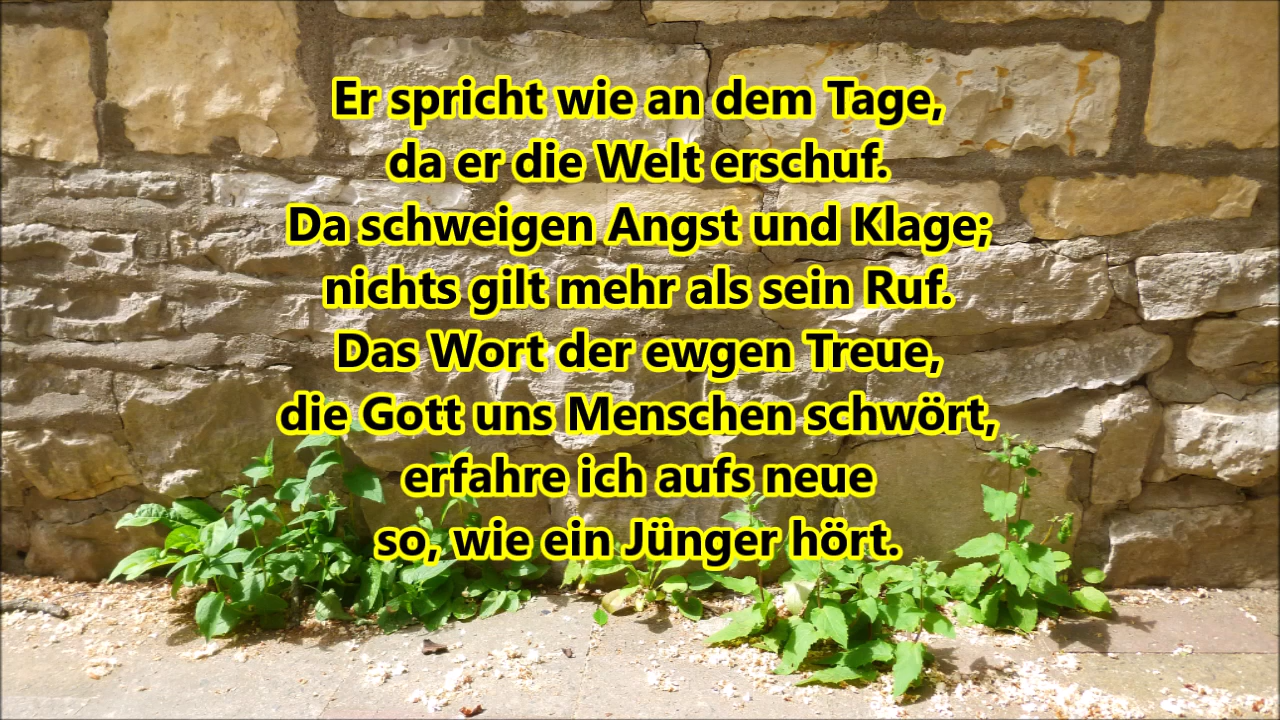 Er spricht wie an dem Tage,
da er die Welt erschuf.
Da schweigen Angst und Klage;
nichts gilt mehr als sein Ruf.
Das Wort der ewgen Treue,
die Gott uns Menschen schwört,
erfahre ich aufs neue
so, wie ein Jünger hört.